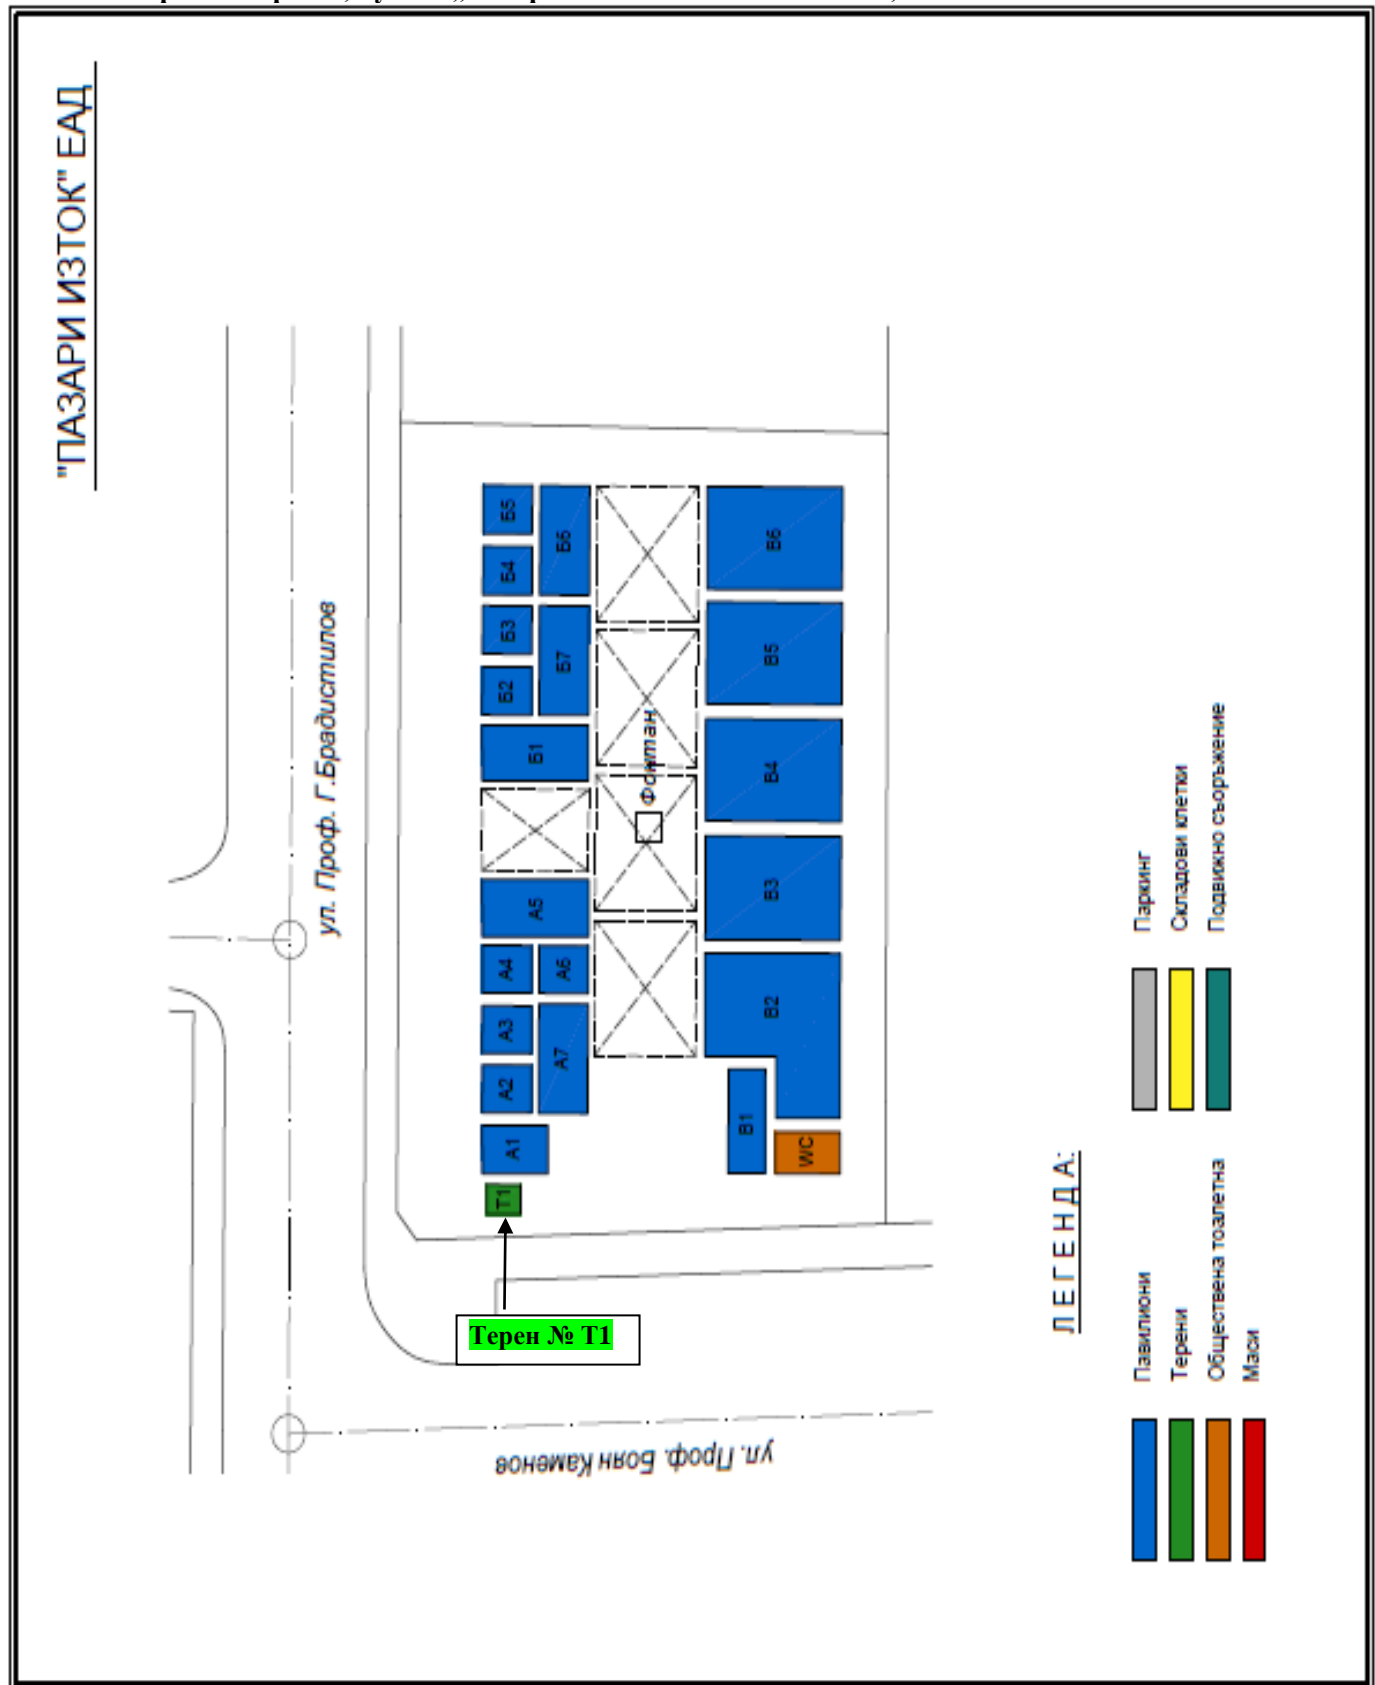 "ПАЗАРИ ИЗТОК" ЕАД
ул. Проф. Г.Брадистилов
Б5
Б4
Б3
Б2
Б6
Б7
Б1
А5
А4
А6
А3
А2
А7
А1
Т1
Фонтан
В6
В5
В4
В3
В2
В1
WC
Терен № Т1
ул. Проф. Боян Каменов
ЛЕГЕНДА:
Павилиони
Терени
Обществена тоалетна
Маси
Паркинг
Складови клетки
Подвижно съоръжение